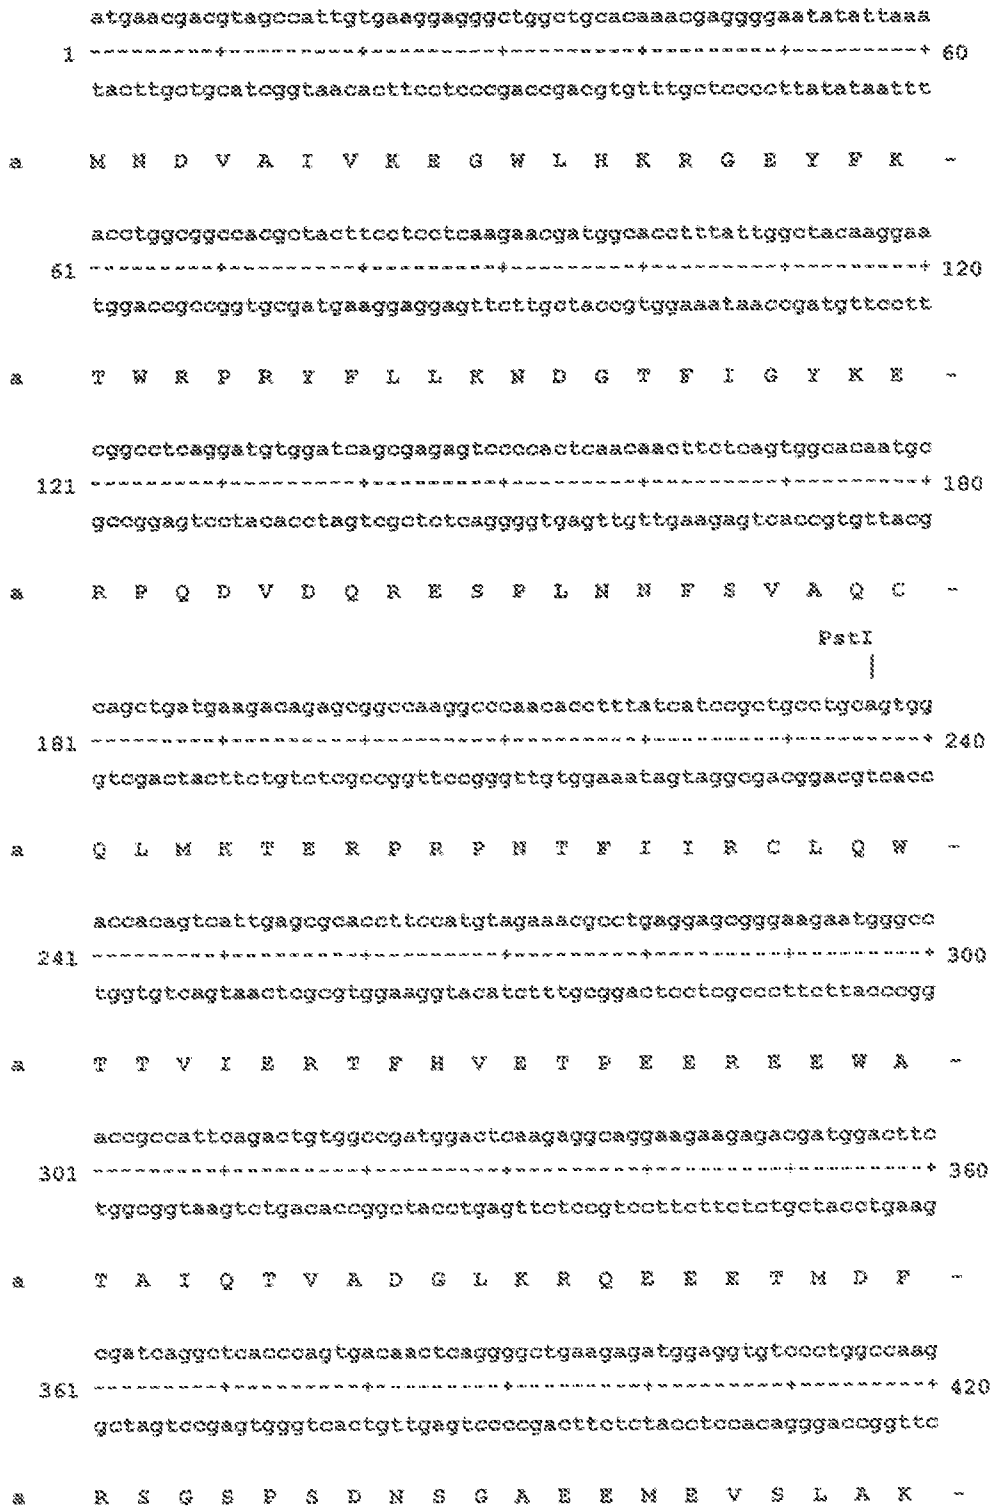 atgaacgacgtagccattgtgaaggagggctggctgcacaaacgaggggaatatattaaa
1 ---------+---------+---------+---------+---------+---------+ 60
tacttgctgcatcggtaacacttcctcccgaccgacgtgtttgctccccttatataattt
a M N D V A I V K E G W L H K R G E Y F K -
acctggcggccacgctacttcctcctcaagaacgatggcacctttattggctacaaggaa
61 ---------+---------+---------+---------+---------+---------+ 120
tggaccgccggtgcgatgaaggaggagttcttgctaccgtggaaataaccgatgttcctt
a T W R P R Y F L L K N D G T F I G Y K E -
cggcctcaggatgtggatcagcgagagtccccactcaacaacttctcagtggcacaatgc
121 ---------+---------+---------+---------+---------+---------+ 180
gccggagtcctacacctagtcgctctcaggggtgagttgttgaagagtcaccgtgttacg
a R P Q D V D Q R E S P L N N F S V A Q C -
PstI
|
cagctgatgaagacagagcggccaaggcccaacacctttatcatccgctgcctgcagtgg
181 ---------+---------+---------+---------+---------+---------+ 240
gtcgactacttctgtctcgccggttccgggttgtggaaatagtaggcgacggacgtcacc
a Q L M K T E R P R P N T F I I R C L Q W -
accacagtcattgagcgcaccttccatgtagaaacgcctgaggagcgggaagaatgggcc
241 ---------+---------+---------+---------+---------+---------+ 300
tggtgtcagtaactcgcgtggaaggtacatctttgcggactcctcgcccttcttacccgg
a T T V I E R T F H V E T P E E R E E W A -
accgccattcagactgtggccgatggactcaagaggcaggaagaagagacgatggacttc
301 ---------+---------+---------+---------+---------+---------+ 360
tggcggtaagtctgacaccggctacctgagttctccgtccttcttctctgctacctgaag
a T A I Q T V A D G L K R Q E E E T M D F -
cgatcaggctcacccagtgacaactcaggggctgaagagatggaggtgtccctggccaag
361 ---------+---------+---------+---------+---------+---------+ 420
gctagtccgagtgggtcactgttgagtccccgacttctctacctccacagggaccggttc
a R S G S P S D N S G A E E M E V S L A K -